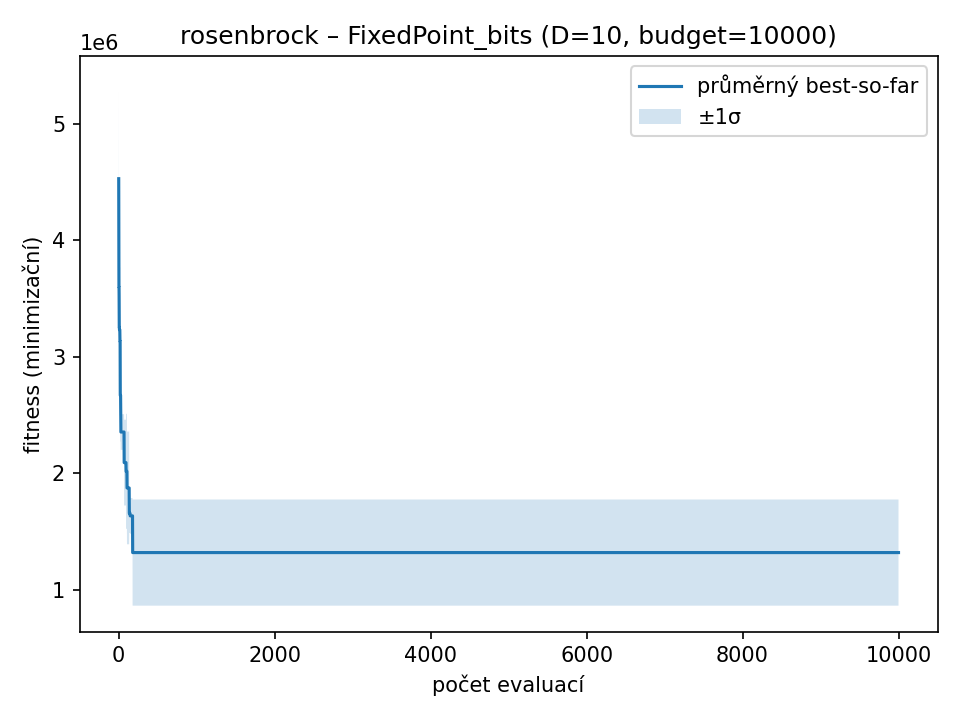 rosenbrock – FixedPoint_bits (D=10, budget=10000)
1e6
průměrný best-so-far
±1σ
fitness (minimizační)
5
4
3
2
1
0
2000
4000
6000
8000
10000
počet evaluací